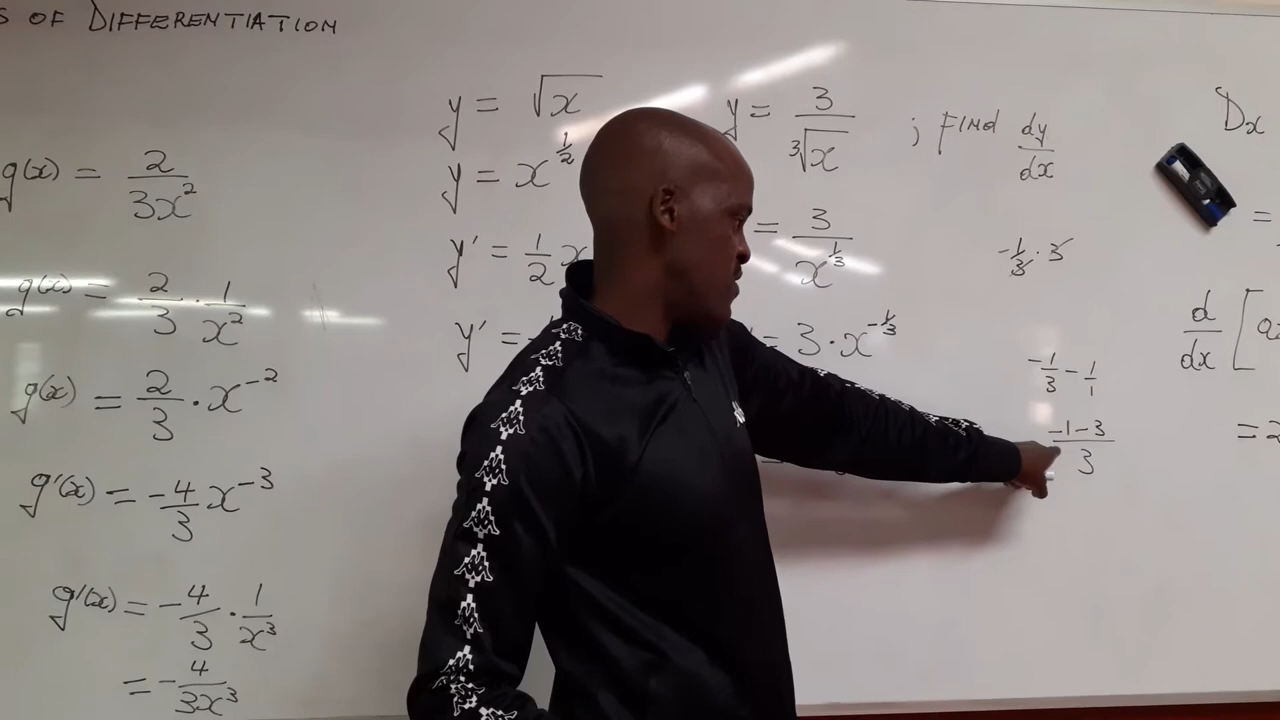 S OF DIFFERENTIATION
g(x) = 2/3x²
g(x) = 2/3 · 1/x²
g(x) = 2/3 · x⁻²
g'(x) = -4/3 x⁻³
g'(x) = -4/3 · 1/x³
= -4/3x³
y = √x
y = x^(1/2)
y' = 1/2 x
y' =
y = 3/∛x ; FIND dy/dx
= 3/x^(1/3)
= 3 · x^(-1/3)
-1/3 · 3
-1/3 - 1/1
(-1-3)/3
Dx
=
d/dx [
= 2